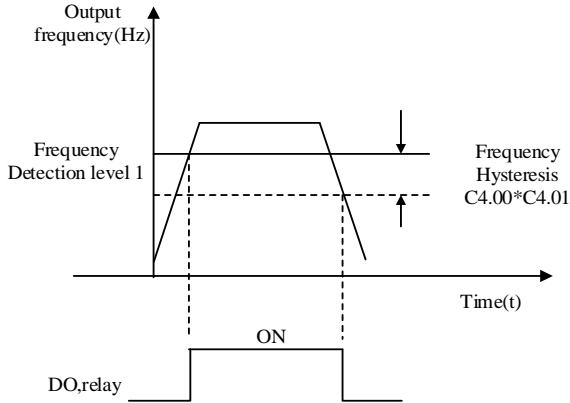 Output
frequency(Hz)
Frequency
Detection level 1
Frequency
Hysteresis
C4.00*C4.01
Time(t)
ON
DO,relay